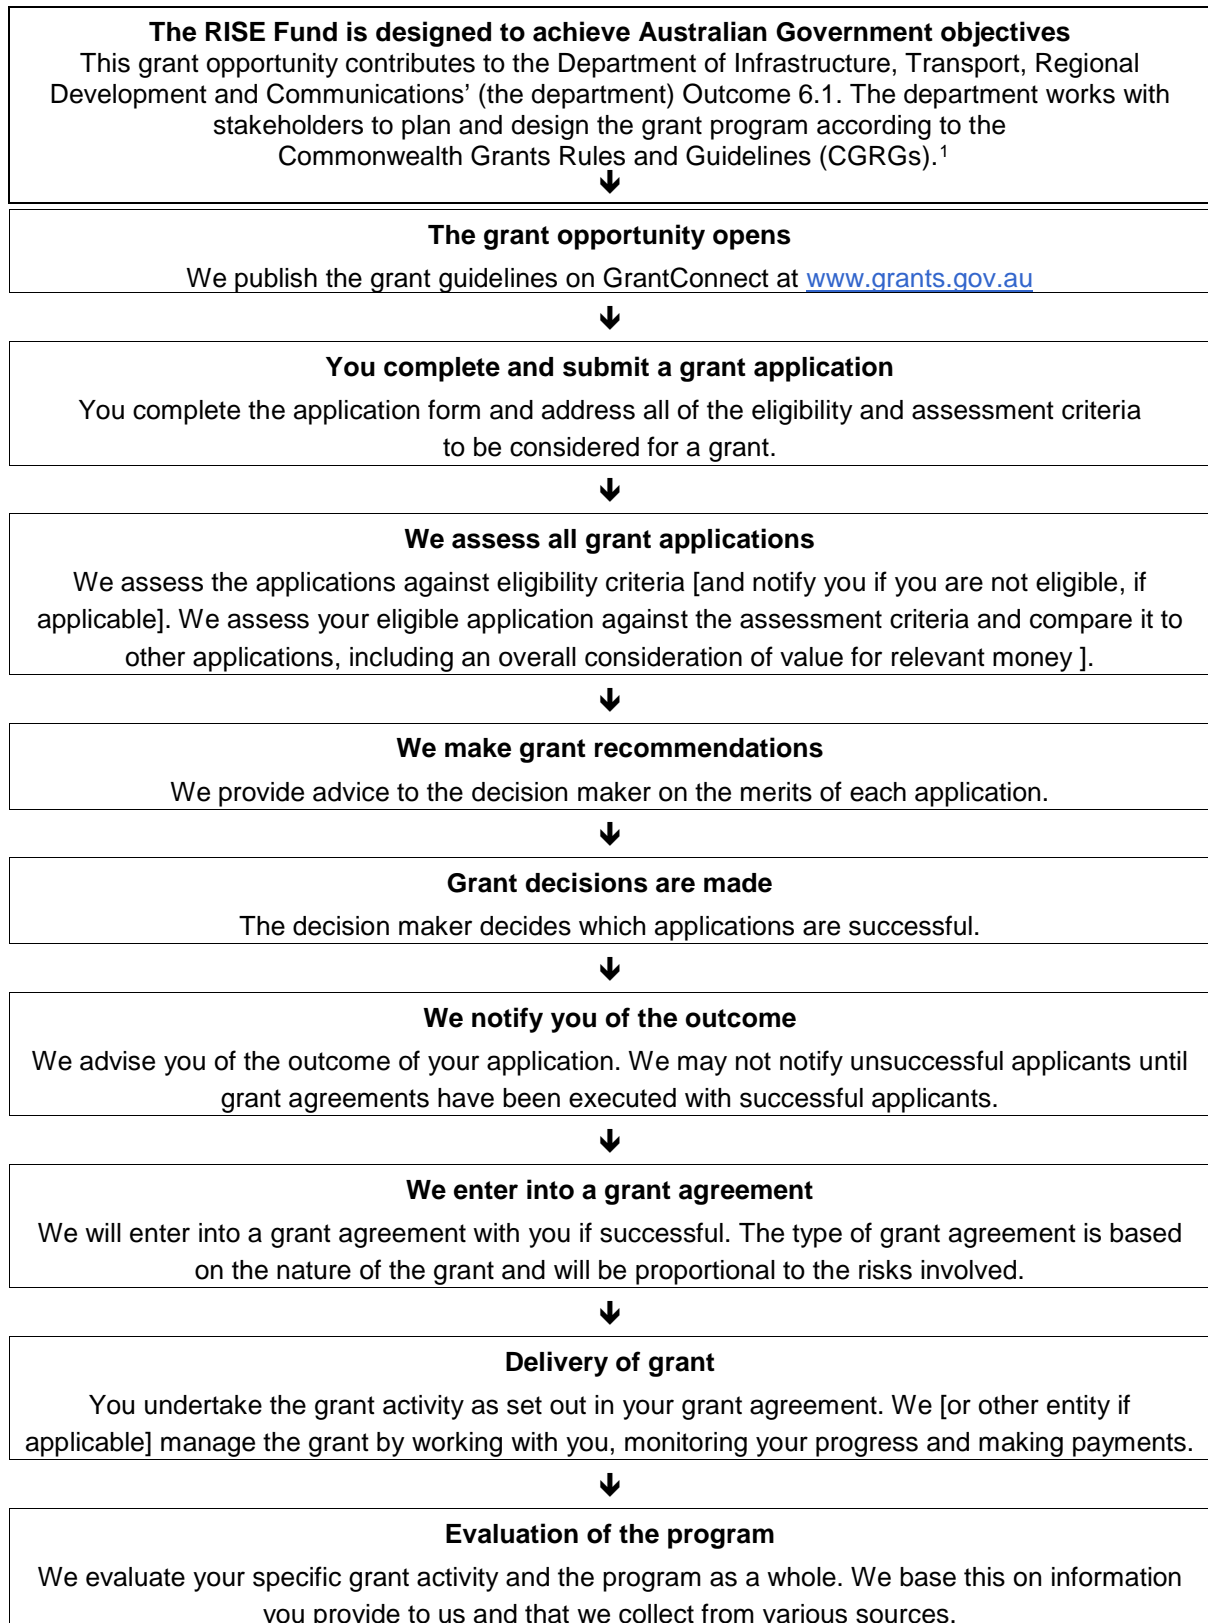 The RISE Fund is designed to achieve Australian Government objectives
This grant opportunity contributes to the Department of Infrastructure, Transport, Regional
Development and Communications’ (the department) Outcome 6.1. The department works with
stakeholders to plan and design the grant program according to the
Commonwealth Grants Rules and Guidelines (CGRGs).1
The grant opportunity opens
We publish the grant guidelines on GrantConnect at www.grants.gov.au
You complete and submit a grant application
You complete the application form and address all of the eligibility and assessment criteria
to be considered for a grant.
We assess all grant applications
We assess the applications against eligibility criteria [and notify you if you are not eligible, if
applicable]. We assess your eligible application against the assessment criteria and compare it to
other applications, including an overall consideration of value for relevant money ].
We make grant recommendations
We provide advice to the decision maker on the merits of each application.
Grant decisions are made
The decision maker decides which applications are successful.
We notify you of the outcome
We advise you of the outcome of your application. We may not notify unsuccessful applicants until
grant agreements have been executed with successful applicants.
We enter into a grant agreement
We will enter into a grant agreement with you if successful. The type of grant agreement is based
on the nature of the grant and will be proportional to the risks involved.
Delivery of grant
You undertake the grant activity as set out in your grant agreement. We [or other entity if
applicable] manage the grant by working with you, monitoring your progress and making payments.
Evaluation of the program
We evaluate your specific grant activity and the program as a whole. We base this on information
you provide to us and that we collect from various sources.